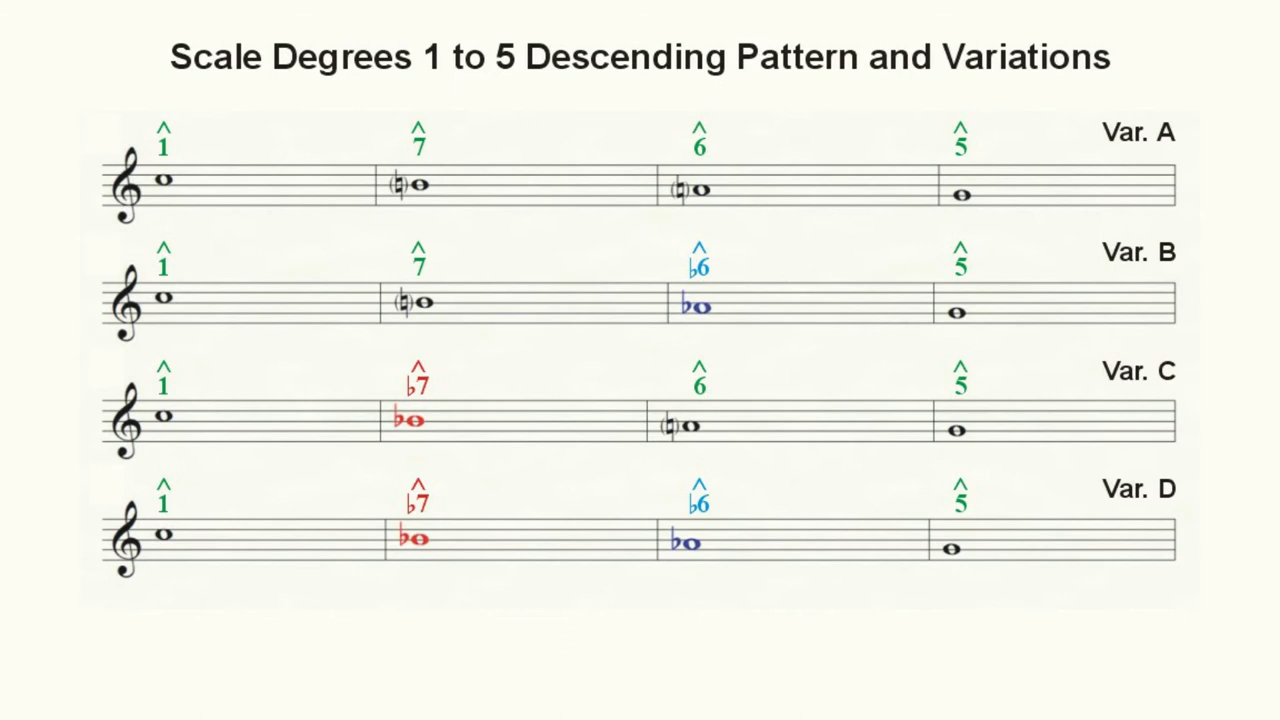 Scale Degrees 1 to 5 Descending Pattern and Variations
^1 ^7 ^6 ^5 Var. A
^1 ^7 ^♭6 ^5 Var. B
^1 ^♭7 ^6 ^5 Var. C
^1 ^♭7 ^♭6 ^5 Var. D